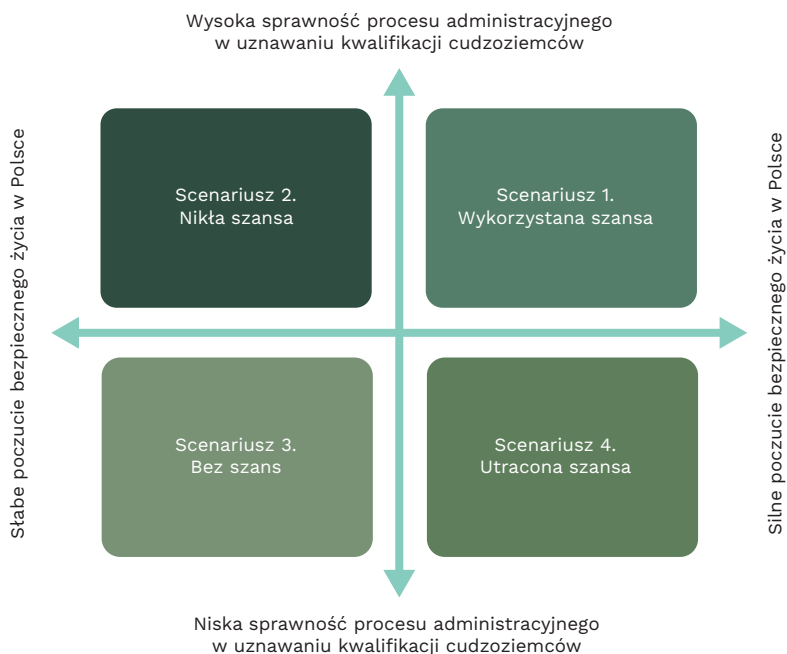 Wysoka sprawność procesu administracyjnego
w uznawaniu kwalifikacji cudzoziemców
Słabe poczucie bezpiecznego życia w Polsce
Scenariusz 2.
Nikła szansa
Scenariusz 1.
Wykorzystana szansa
Silne poczucie bezpiecznego życia w Polsce
Scenariusz 3.
Bez szans
Scenariusz 4.
Utracona szansa
Niska sprawność procesu administracyjnego
w uznawaniu kwalifikacji cudzoziemców